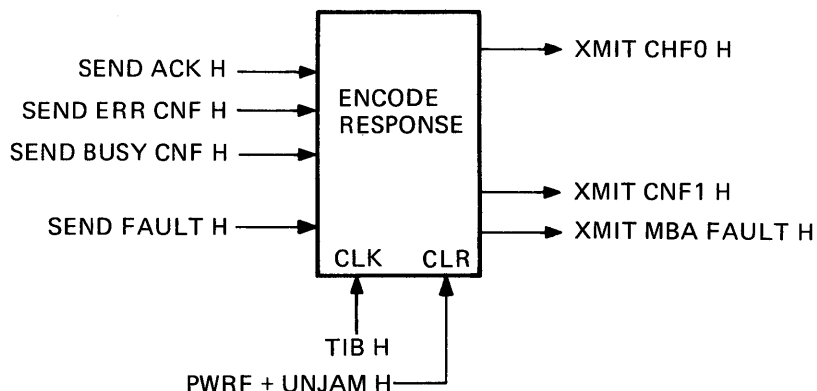 XMIT CHF0 H
SEND ACK H
ENCODE
RESPONSE
SEND ERR CNF H
SEND BUSY CNF H
XMIT CNF1 H
SEND FAULT H
XMIT MBA FAULT H
CLK CLR
TIB H
PWRF + UNJAM H